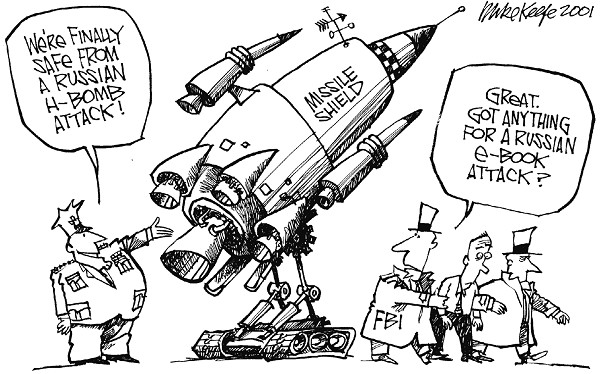 MIKE KEEFE 2001
WE'RE FINALLY
SAFE FROM
A RUSSIAN
H-BOMB
ATTACK!
MISSILE
SHIELD
GREAT.
GOT ANYTHING
FOR A RUSSIAN
e-BOOK
ATTACK?
FBI